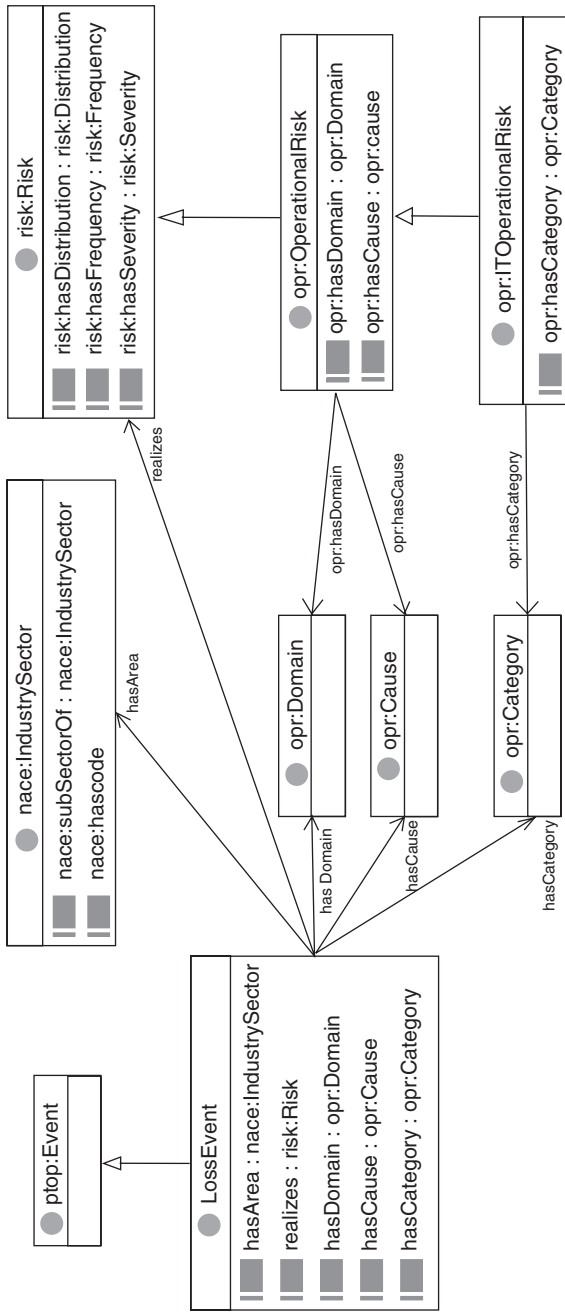 ptop:Event
nace:IndustrySector
nace:subSectorOf : nace:IndustrySector
nace:hascode
risk:Risk
risk:hasDistribution : risk:Distribution
risk:hasFrequency : risk:Frequency
risk:hasSeverity : risk:Severity
hasArea
realizes
LossEvent
hasArea : nace:IndustrySector
realizes : risk:Risk
hasDomain : opr:Domain
hasCause : opr:Cause
hasCategory : opr:Category
has Domain
hasCause
hasCategory
opr:Domain
opr:Cause
opr:Category
opr:hasDomain
opr:hasCause
opr:hasCategory
opr:OperationalRisk
opr:hasDomain : opr:Domain
opr:hasCause : opr:cause
opr:ITOperationalRisk
opr:hasCategory : opr:Category